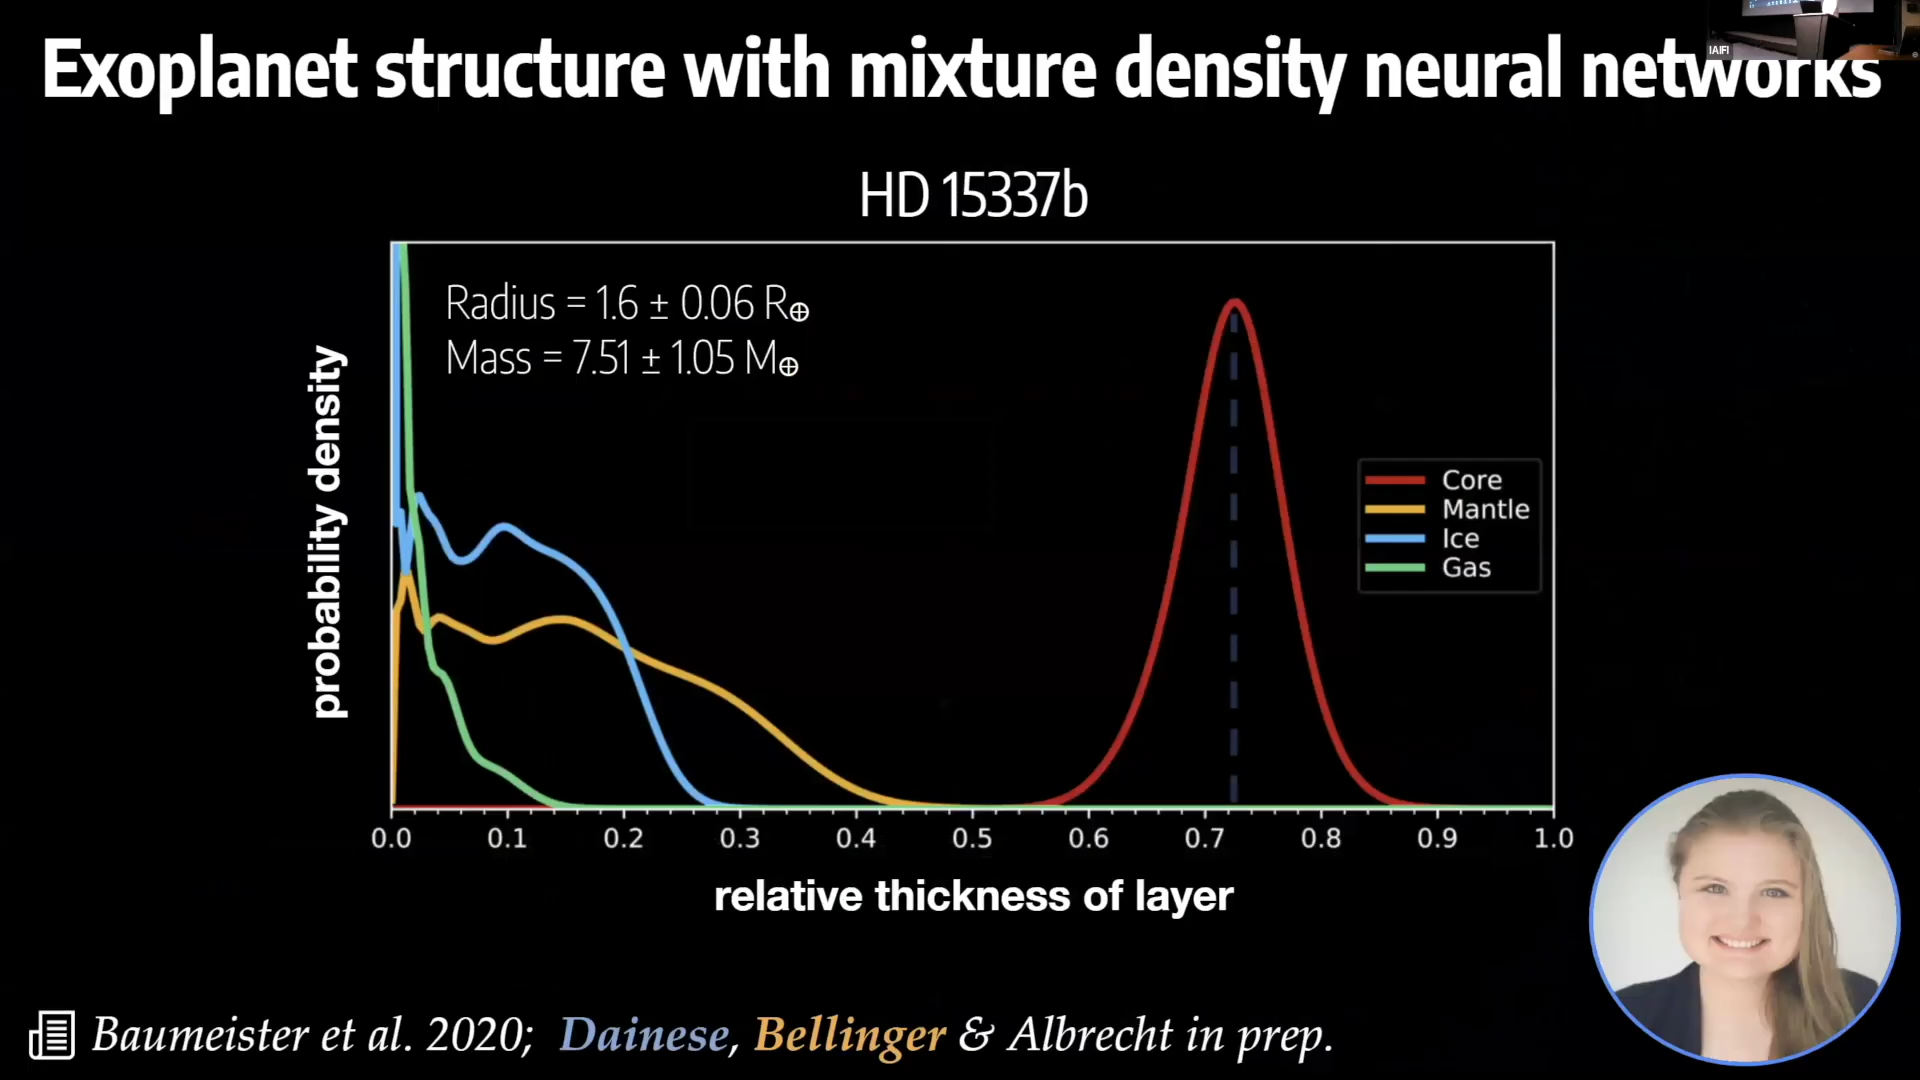 IAIFI
Exoplanet structure with mixture density neural networks
HD 15337b
Radius = 1.6 ± 0.06 R⊕
Mass = 7.51 ± 1.05 M⊕
probability density
Core
Mantle
Ice
Gas
0.0 0.1 0.2 0.3 0.4 0.5 0.6 0.7 0.8 0.9 1.0
relative thickness of layer
Baumeister et al. 2020; Dainese, Bellinger & Albrecht in prep.